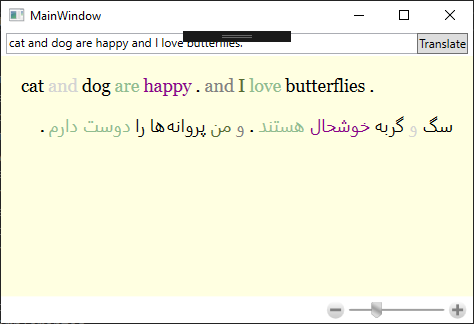 MainWindow
cat and dog are happy and I love butterflies.
Translate
cat and dog are happy . and I love butterflies .
سگ و گربه خوشحال هستند . و من پروانه‌ها را دوست دارم .